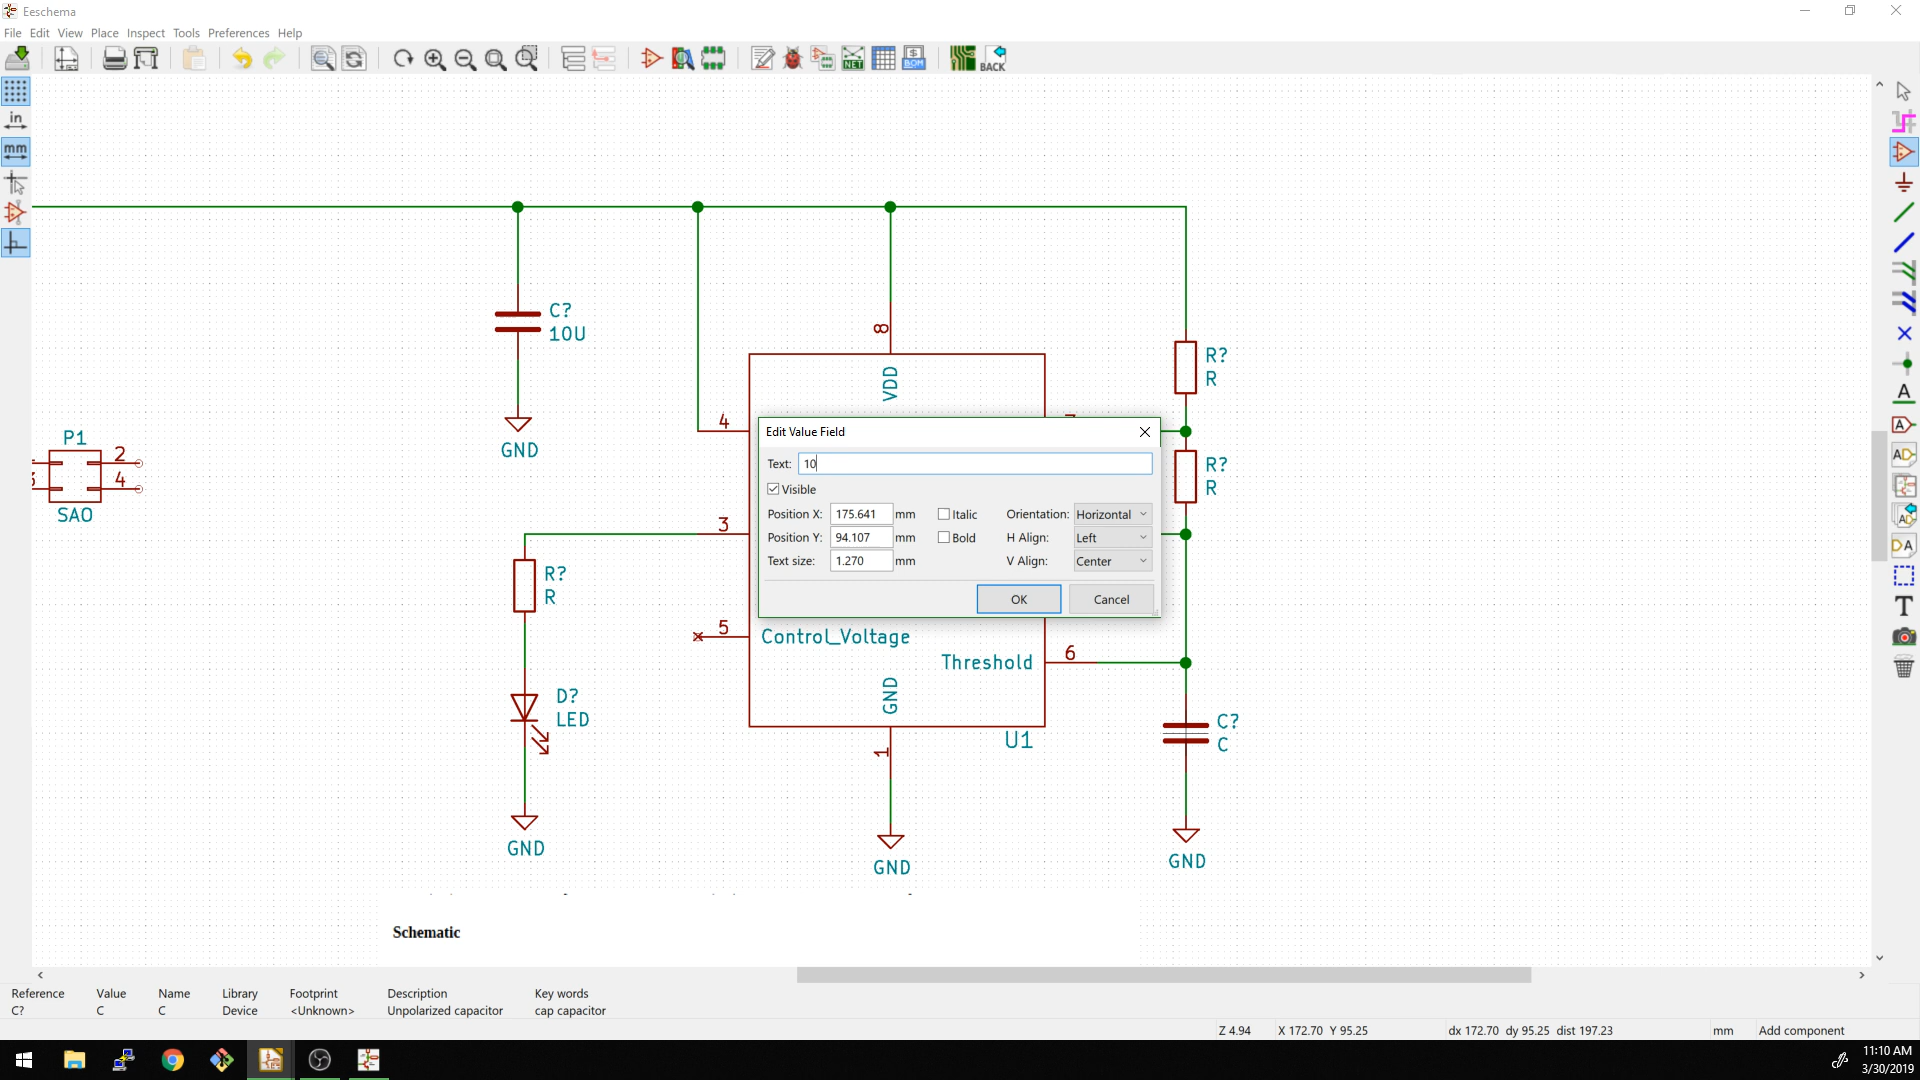 Eeschema
File Edit View Place Inspect Tools Preferences Help
NET
BOM
BACK
in
mm
C?
10U
GND
P1
2
4
SAO
4
8
VDD
R?
R
R?
R
3
R?
R
D?
LED
GND
5
Control_Voltage
Threshold
6
GND
U1
1
GND
C?
C
GND
Edit Value Field
Text: 10
Visible
Position X: 175.641 mm Italic Orientation: Horizontal
Position Y: 94.107 mm Bold H Align: Left
Text size: 1.270 mm V Align: Center
OK Cancel
Schematic
Reference Value Name Library Footprint Description Key words
C? C C Device <Unknown> Unpolarized capacitor cap capacitor
Z 4.94 X 172.70 Y 95.25 dx 172.70 dy 95.25 dist 197.23 mm Add component
11:10 AM
3/30/2019